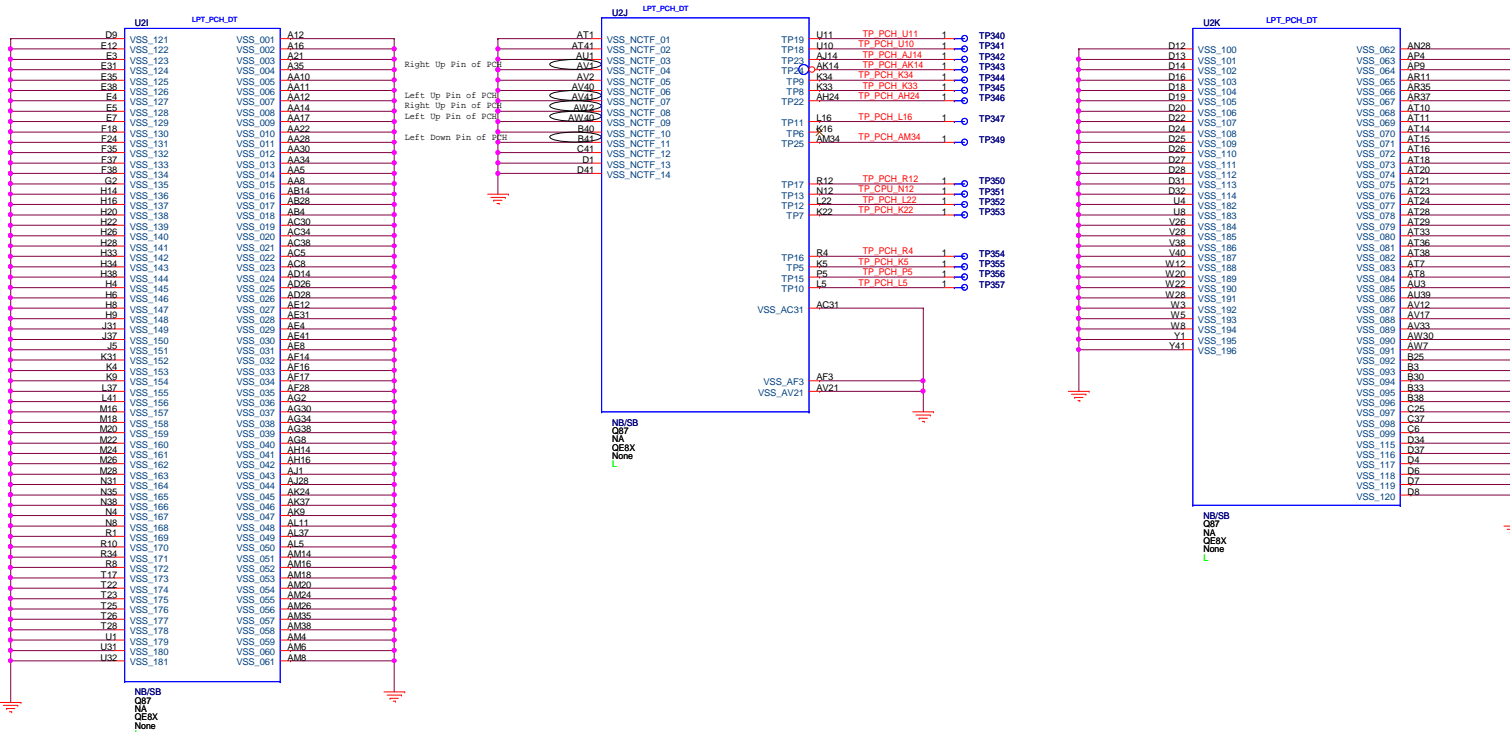 U2I LPT_PCH_DT
D9 VSS_121 VSS_001 A12
E12 VSS_122 VSS_002 A16
E3 VSS_123 VSS_003 A21
E31 VSS_124 VSS_004 A35
E35 VSS_125 VSS_005 AA10
E38 VSS_126 VSS_006 AA11
E4 VSS_127 VSS_007 AA12
E5 VSS_128 VSS_008 AA14
E7 VSS_129 VSS_009 AA17
F18 VSS_130 VSS_010 AA22
F24 VSS_131 VSS_011 AA28
F35 VSS_132 VSS_012 AA30
F37 VSS_133 VSS_013 AA34
F38 VSS_134 VSS_014 AA5
G2 VSS_135 VSS_015 AA8
H14 VSS_136 VSS_016 AB14
H16 VSS_137 VSS_017 AB28
H20 VSS_138 VSS_018 AB4
H22 VSS_139 VSS_019 AC30
H26 VSS_140 VSS_020 AC34
H28 VSS_141 VSS_021 AC38
H33 VSS_142 VSS_022 AC5
H34 VSS_143 VSS_023 AC8
H38 VSS_144 VSS_024 AD14
H4 VSS_145 VSS_025 AD26
H6 VSS_146 VSS_026 AD28
H8 VSS_147 VSS_027 AE12
H9 VSS_148 VSS_028 AE31
J31 VSS_149 VSS_029 AE4
J37 VSS_150 VSS_030 AE41
J5 VSS_151 VSS_031 AE8
K31 VSS_152 VSS_032 AF14
K4 VSS_153 VSS_033 AF16
K9 VSS_154 VSS_034 AF17
L37 VSS_155 VSS_035 AF28
L41 VSS_156 VSS_036 AG2
M16 VSS_157 VSS_037 AG30
M18 VSS_158 VSS_038 AG34
M20 VSS_159 VSS_039 AG38
M22 VSS_160 VSS_040 AG8
M24 VSS_161 VSS_041 AH14
M26 VSS_162 VSS_042 AH16
M28 VSS_163 VSS_043 AJ1
N31 VSS_164 VSS_044 AJ28
N35 VSS_165 VSS_045 AK24
N38 VSS_166 VSS_046 AK37
N4 VSS_167 VSS_047 AK9
N8 VSS_168 VSS_048 AL11
R1 VSS_169 VSS_049 AL37
R10 VSS_170 VSS_050 AL5
R34 VSS_171 VSS_051 AM14
R8 VSS_172 VSS_052 AM16
T17 VSS_173 VSS_053 AM18
T22 VSS_174 VSS_054 AM20
T23 VSS_175 VSS_055 AM24
T25 VSS_176 VSS_056 AM26
T26 VSS_177 VSS_057 AM35
T28 VSS_178 VSS_058 AM38
U1 VSS_179 VSS_059 AM4
U31 VSS_180 VSS_060 AM6
U32 VSS_181 VSS_061 AM8
NB/SB
Q87
NA
QE8X
None
U2J LPT_PCH_DT
AT1 VSS_NCTF_01
AT41 VSS_NCTF_02
AU1 VSS_NCTF_03
Right Up Pin of PCH AV1 VSS_NCTF_04
AV2 VSS_NCTF_05
AV40 VSS_NCTF_06
Left Up Pin of PCH AV41 VSS_NCTF_07
Right Up Pin of PCH AW2 VSS_NCTF_08
Left Up Pin of PCH AW40 VSS_NCTF_09
B40 VSS_NCTF_10
Left Down Pin of PCH B41 VSS_NCTF_11
C41 VSS_NCTF_12
D1 VSS_NCTF_13
D41 VSS_NCTF_14
TP19 U11 TP_PCH_U11 1 TP340
TP18 U10 TP_PCH_U10 1 TP341
TP23 AJ14 TP_PCH_AJ14 1 TP342
AK14 TP_PCH_AK14 1 TP343
TP9 K34 TP_PCH_K34 1 TP344
TP8 K33 TP_PCH_K33 1 TP345
TP22 AH24 TP_PCH_AH24 1 TP346
TP11 L16 TP_PCH_L16 1 TP347
TP6 K16
TP25 AM34 TP_PCH_AM34 1 TP349
TP17 R12 TP_PCH_R12 1 TP350
TP13 N12 TP_CPU_N12 1 TP351
TP12 L22 TP_PCH_L22 1 TP352
TP7 K22 TP_PCH_K22 1 TP353
TP16 R4 TP_PCH_R4 1 TP354
TP5 K5 TP_PCH_K5 1 TP355
TP15 P5 TP_PCH_P5 1 TP356
TP10 L5 TP_PCH_L5 1 TP357
VSS_AC31 AC31
VSS_AF3 AF3
VSS_AV21 AV21
NB/SB
Q87
NA
QE8X
None
L
U2K LPT_PCH_DT
D12 VSS_100 VSS_062 AN28
D13 VSS_101 VSS_063 AP4
D14 VSS_102 VSS_064 AP9
D16 VSS_103 VSS_065 AR11
D18 VSS_104 VSS_066 AR35
D19 VSS_105 VSS_067 AR37
D20 VSS_106 VSS_068 AT10
D22 VSS_107 VSS_069 AT11
D24 VSS_108 VSS_070 AT14
D25 VSS_109 VSS_071 AT15
D26 VSS_110 VSS_072 AT16
D27 VSS_111 VSS_073 AT18
D28 VSS_112 VSS_074 AT20
D31 VSS_113 VSS_075 AT21
D32 VSS_114 VSS_076 AT23
U4 VSS_182 VSS_077 AT24
U8 VSS_183 VSS_078 AT28
V26 VSS_184 VSS_079 AT29
V28 VSS_185 VSS_080 AT33
V38 VSS_186 VSS_081 AT36
V40 VSS_187 VSS_082 AT38
W12 VSS_188 VSS_083 AT7
W20 VSS_189 VSS_084 AT8
W22 VSS_190 VSS_085 AU3
W28 VSS_191 VSS_086 AU39
W3 VSS_192 VSS_087 AV12
W5 VSS_193 VSS_088 AV17
W8 VSS_194 VSS_089 AV33
Y1 VSS_195 VSS_090 AW30
Y41 VSS_196 VSS_091 AW7
VSS_092 B25
VSS_093 B3
VSS_094 B30
VSS_095 B33
VSS_096 B38
VSS_097 C25
VSS_098 C37
VSS_099 C6
VSS_115 D34
VSS_116 D37
VSS_117 D4
VSS_118 D6
VSS_119 D7
VSS_120 D8
NB/SB
Q87
NA
QE8X
None
L